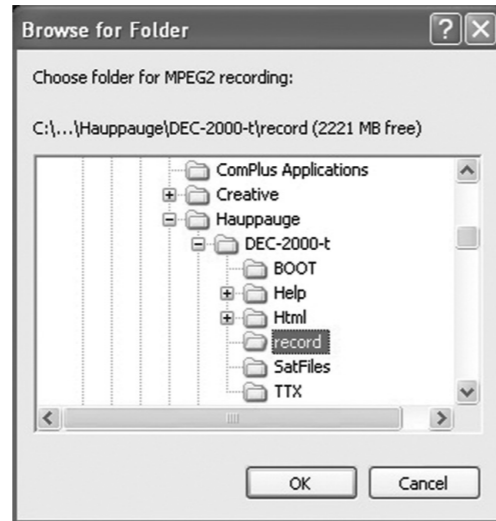 Browse for Folder
Choose folder for MPEG2 recording:
C:\...\Hauppauge\DEC-2000-t\record (2221 MB free)
ComPlus Applications
Creative
Hauppauge
DEC-2000-t
BOOT
Help
Html
record
SatFiles
TTX
OK Cancel